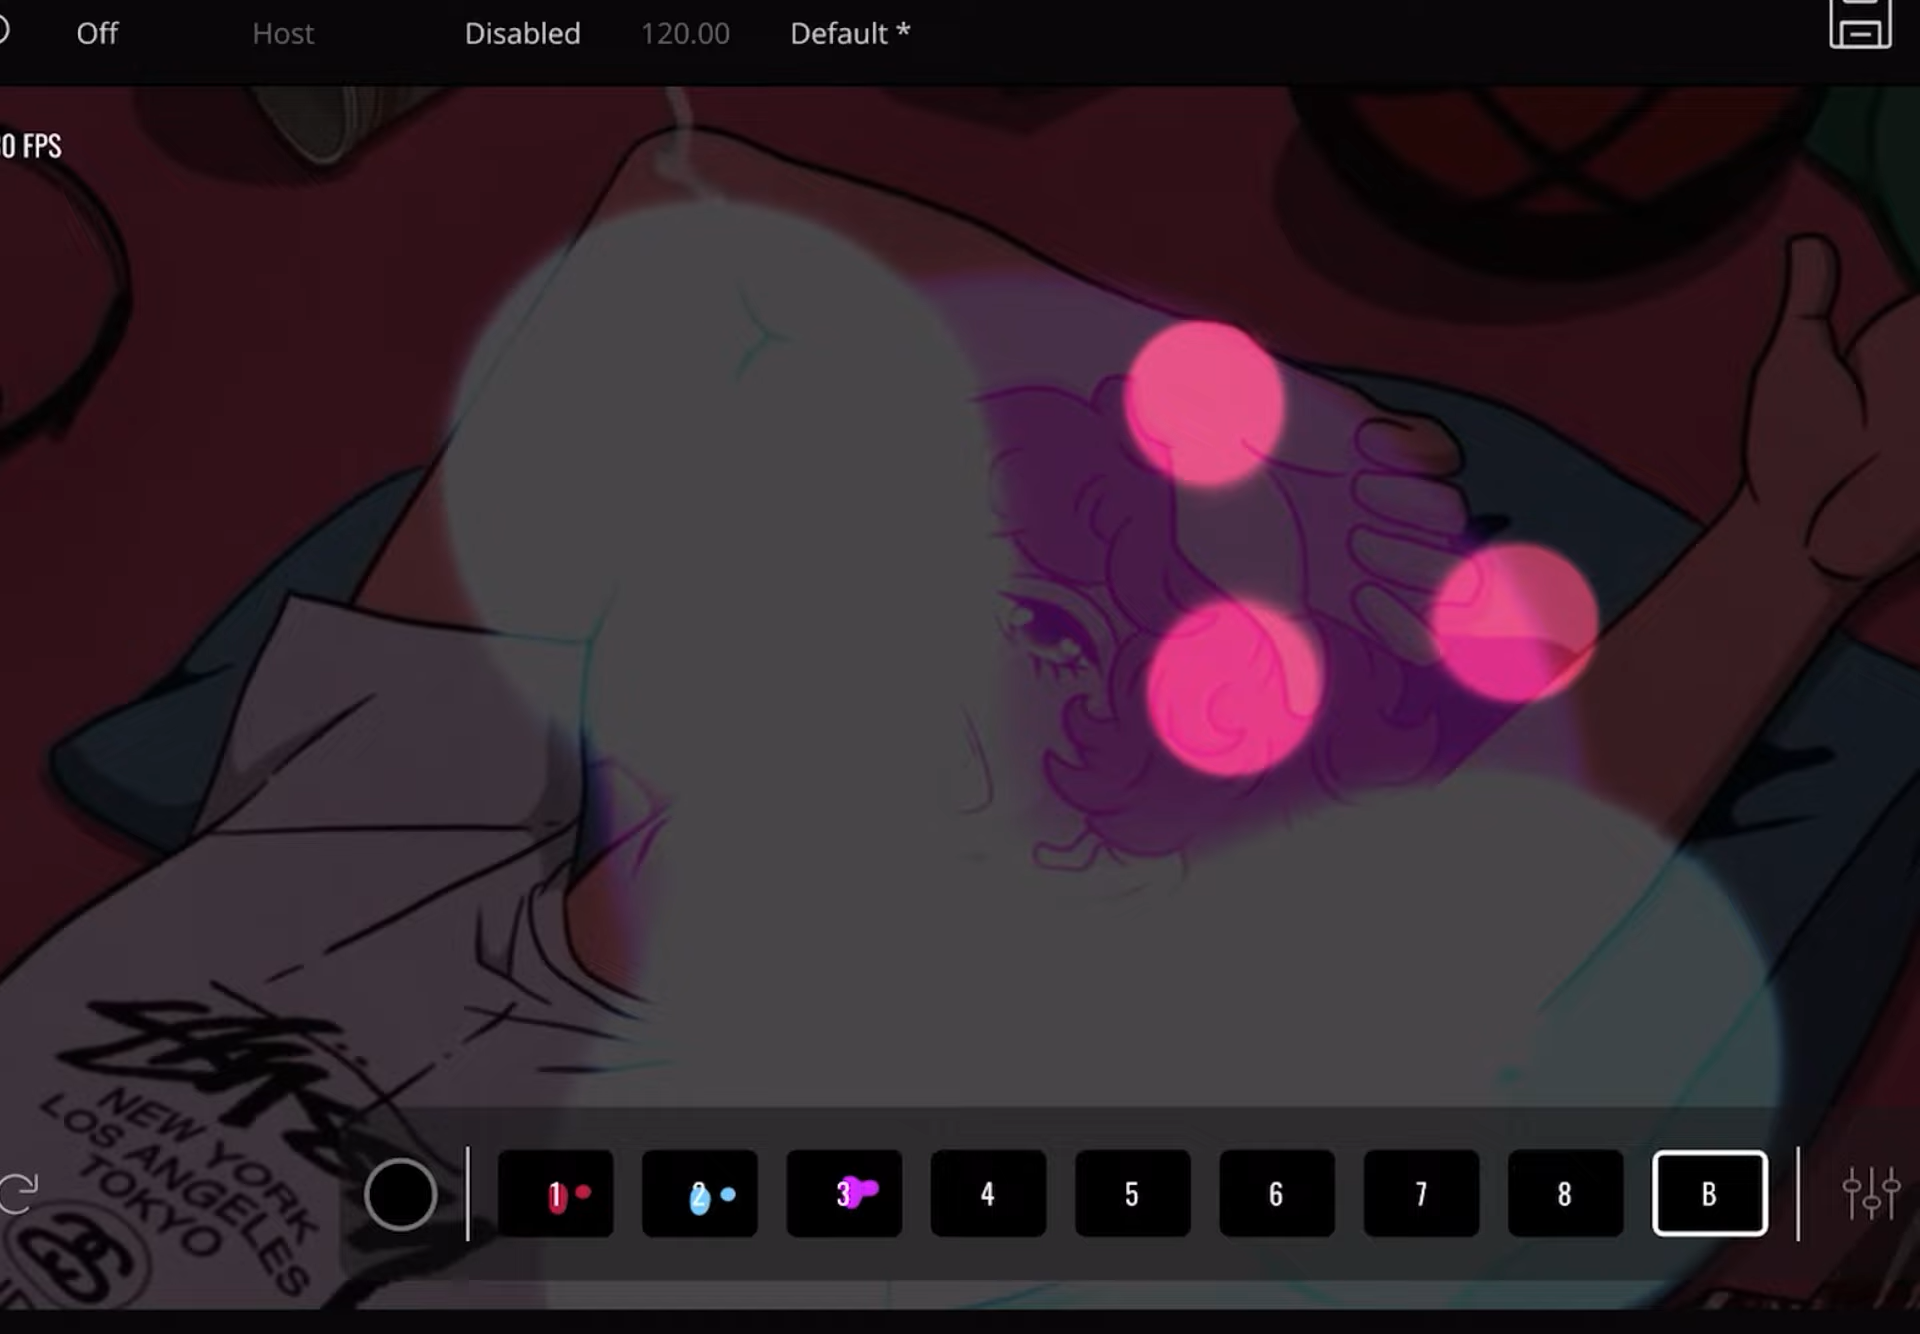 Off Host Disabled 120.00 Default *
0 FPS
NEW YORK
LOS ANGELES
TOKYO
1 2 3 4 5 6 7 8 B